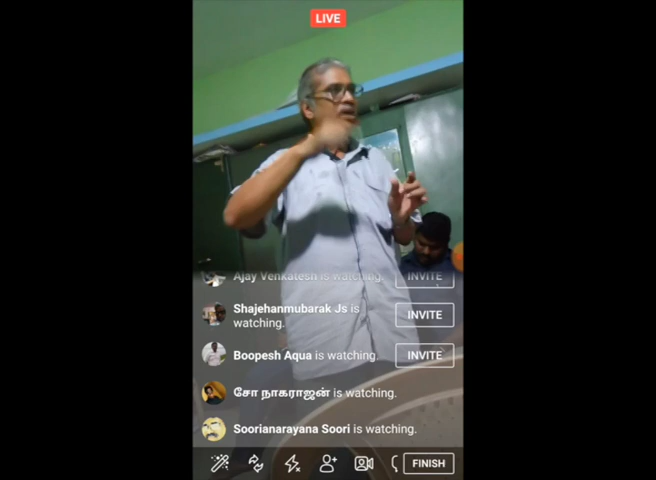 LIVE
Ajay Venkatesh is watching.
INVITE
Shajehanmubarak Js is
watching.
INVITE
Boopesh Aqua is watching.
INVITE
சோ நாகராஜன் is watching.
Soorianarayana Soori is watching.
FINISH